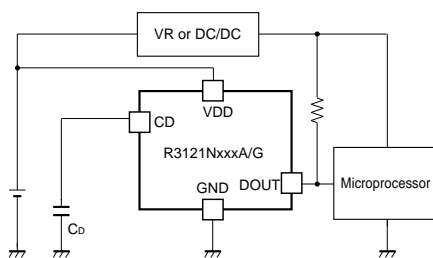 VR or DC/DC
VDD
CD
R3121NxxxA/G
GND
DOUT
Microprocessor
CD